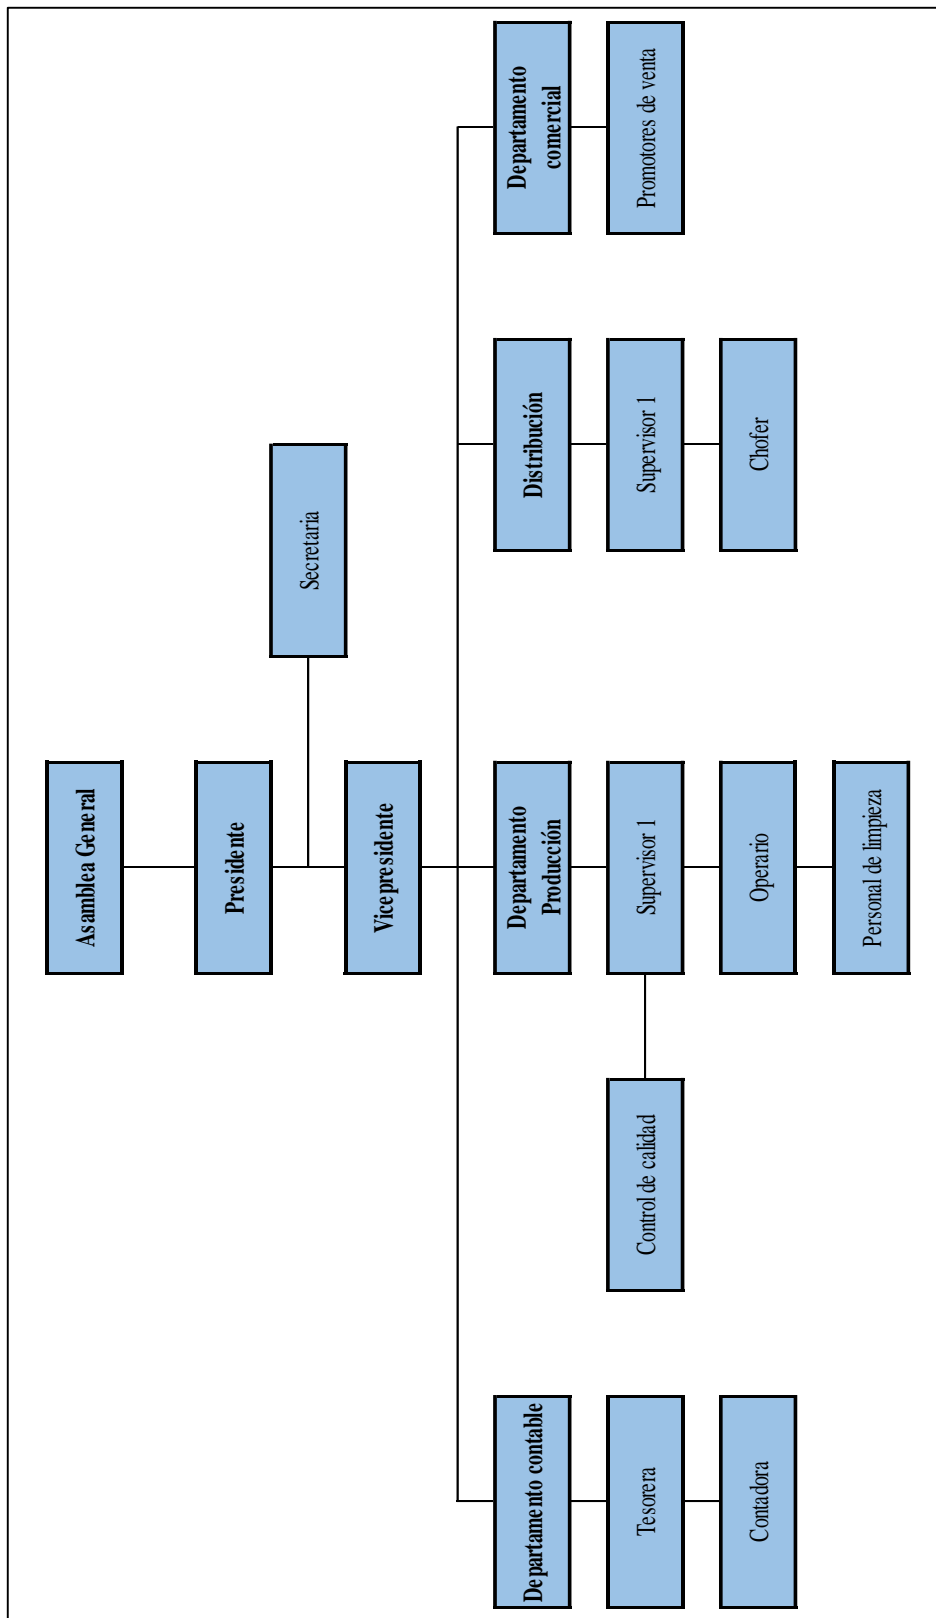 Asamblea General
Presidente
Secretaria
Vicepresidente
Departamento contable
Departamento
Producción
Distribución
Departamento
comercial
Tesorera
Control de calidad
Supervisor 1
Supervisor 1
Promotores de venta
Contadora
Operario
Chofer
Personal de limpieza